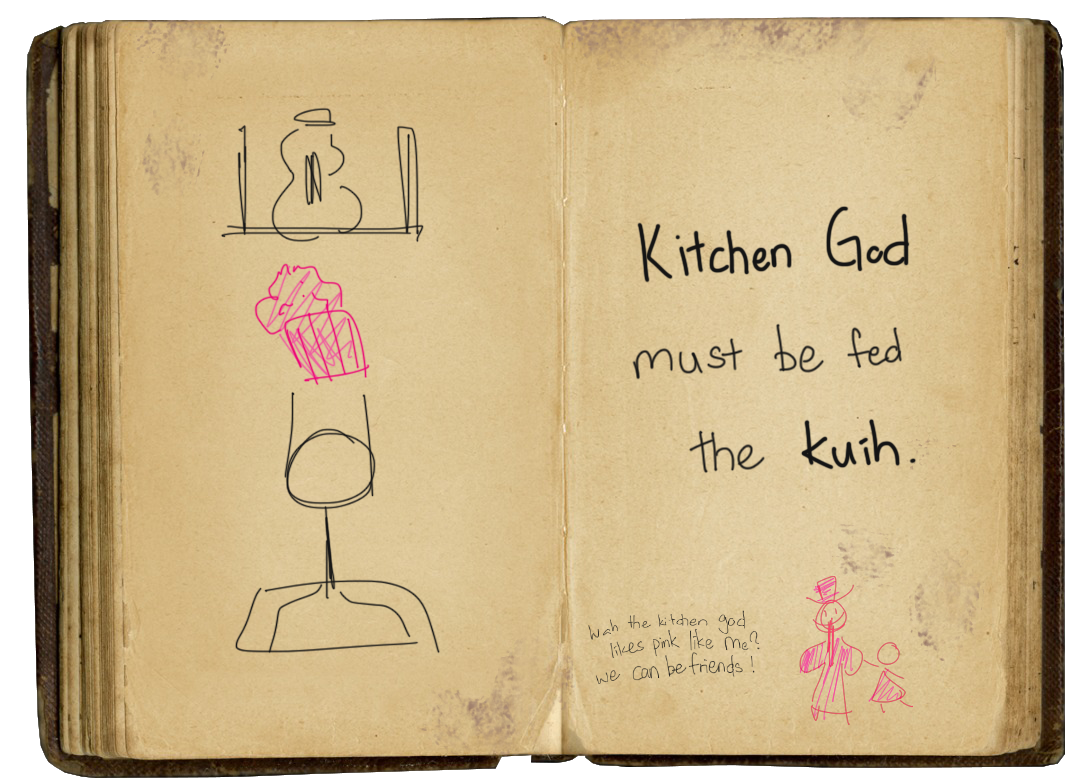 Kitchen God
must be fed
the kuih.
Wah the kitchen god
likes pink like me?
we can be friends!